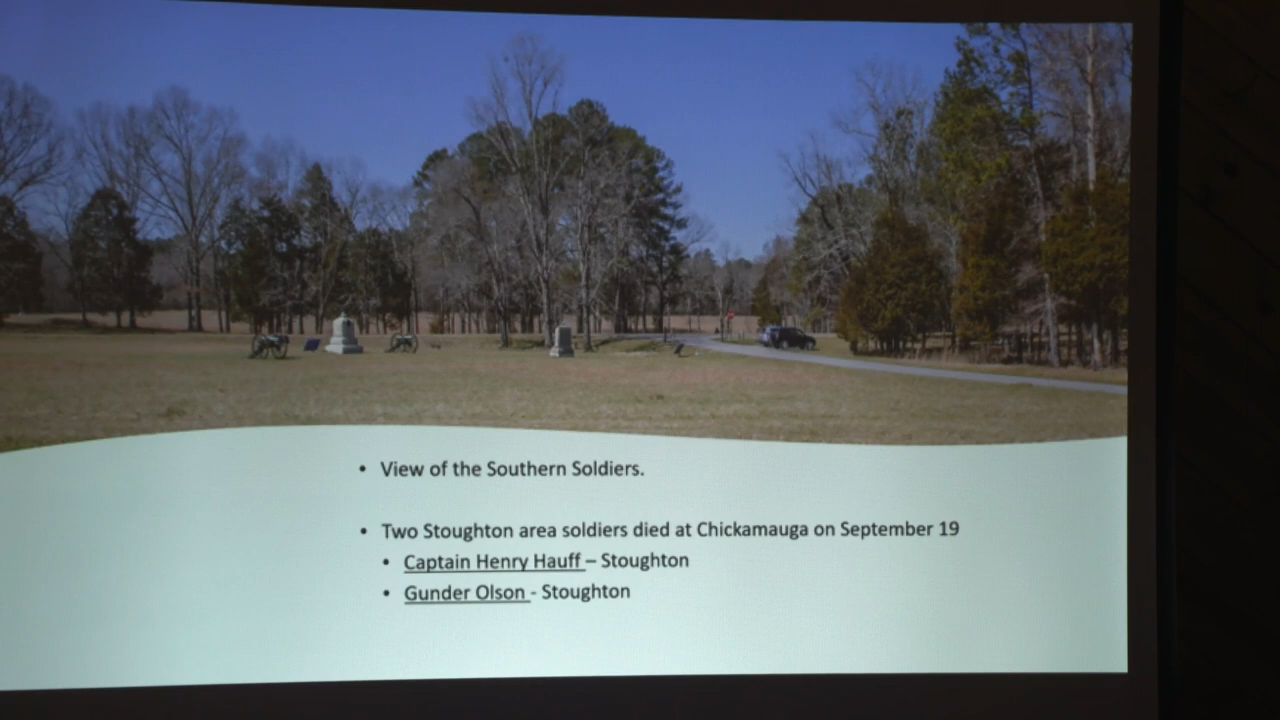 • View of the Southern Soldiers.
• Two Stoughton area soldiers died at Chickamauga on September 19
• Captain Henry Hauff – Stoughton
• Gunder Olson - Stoughton